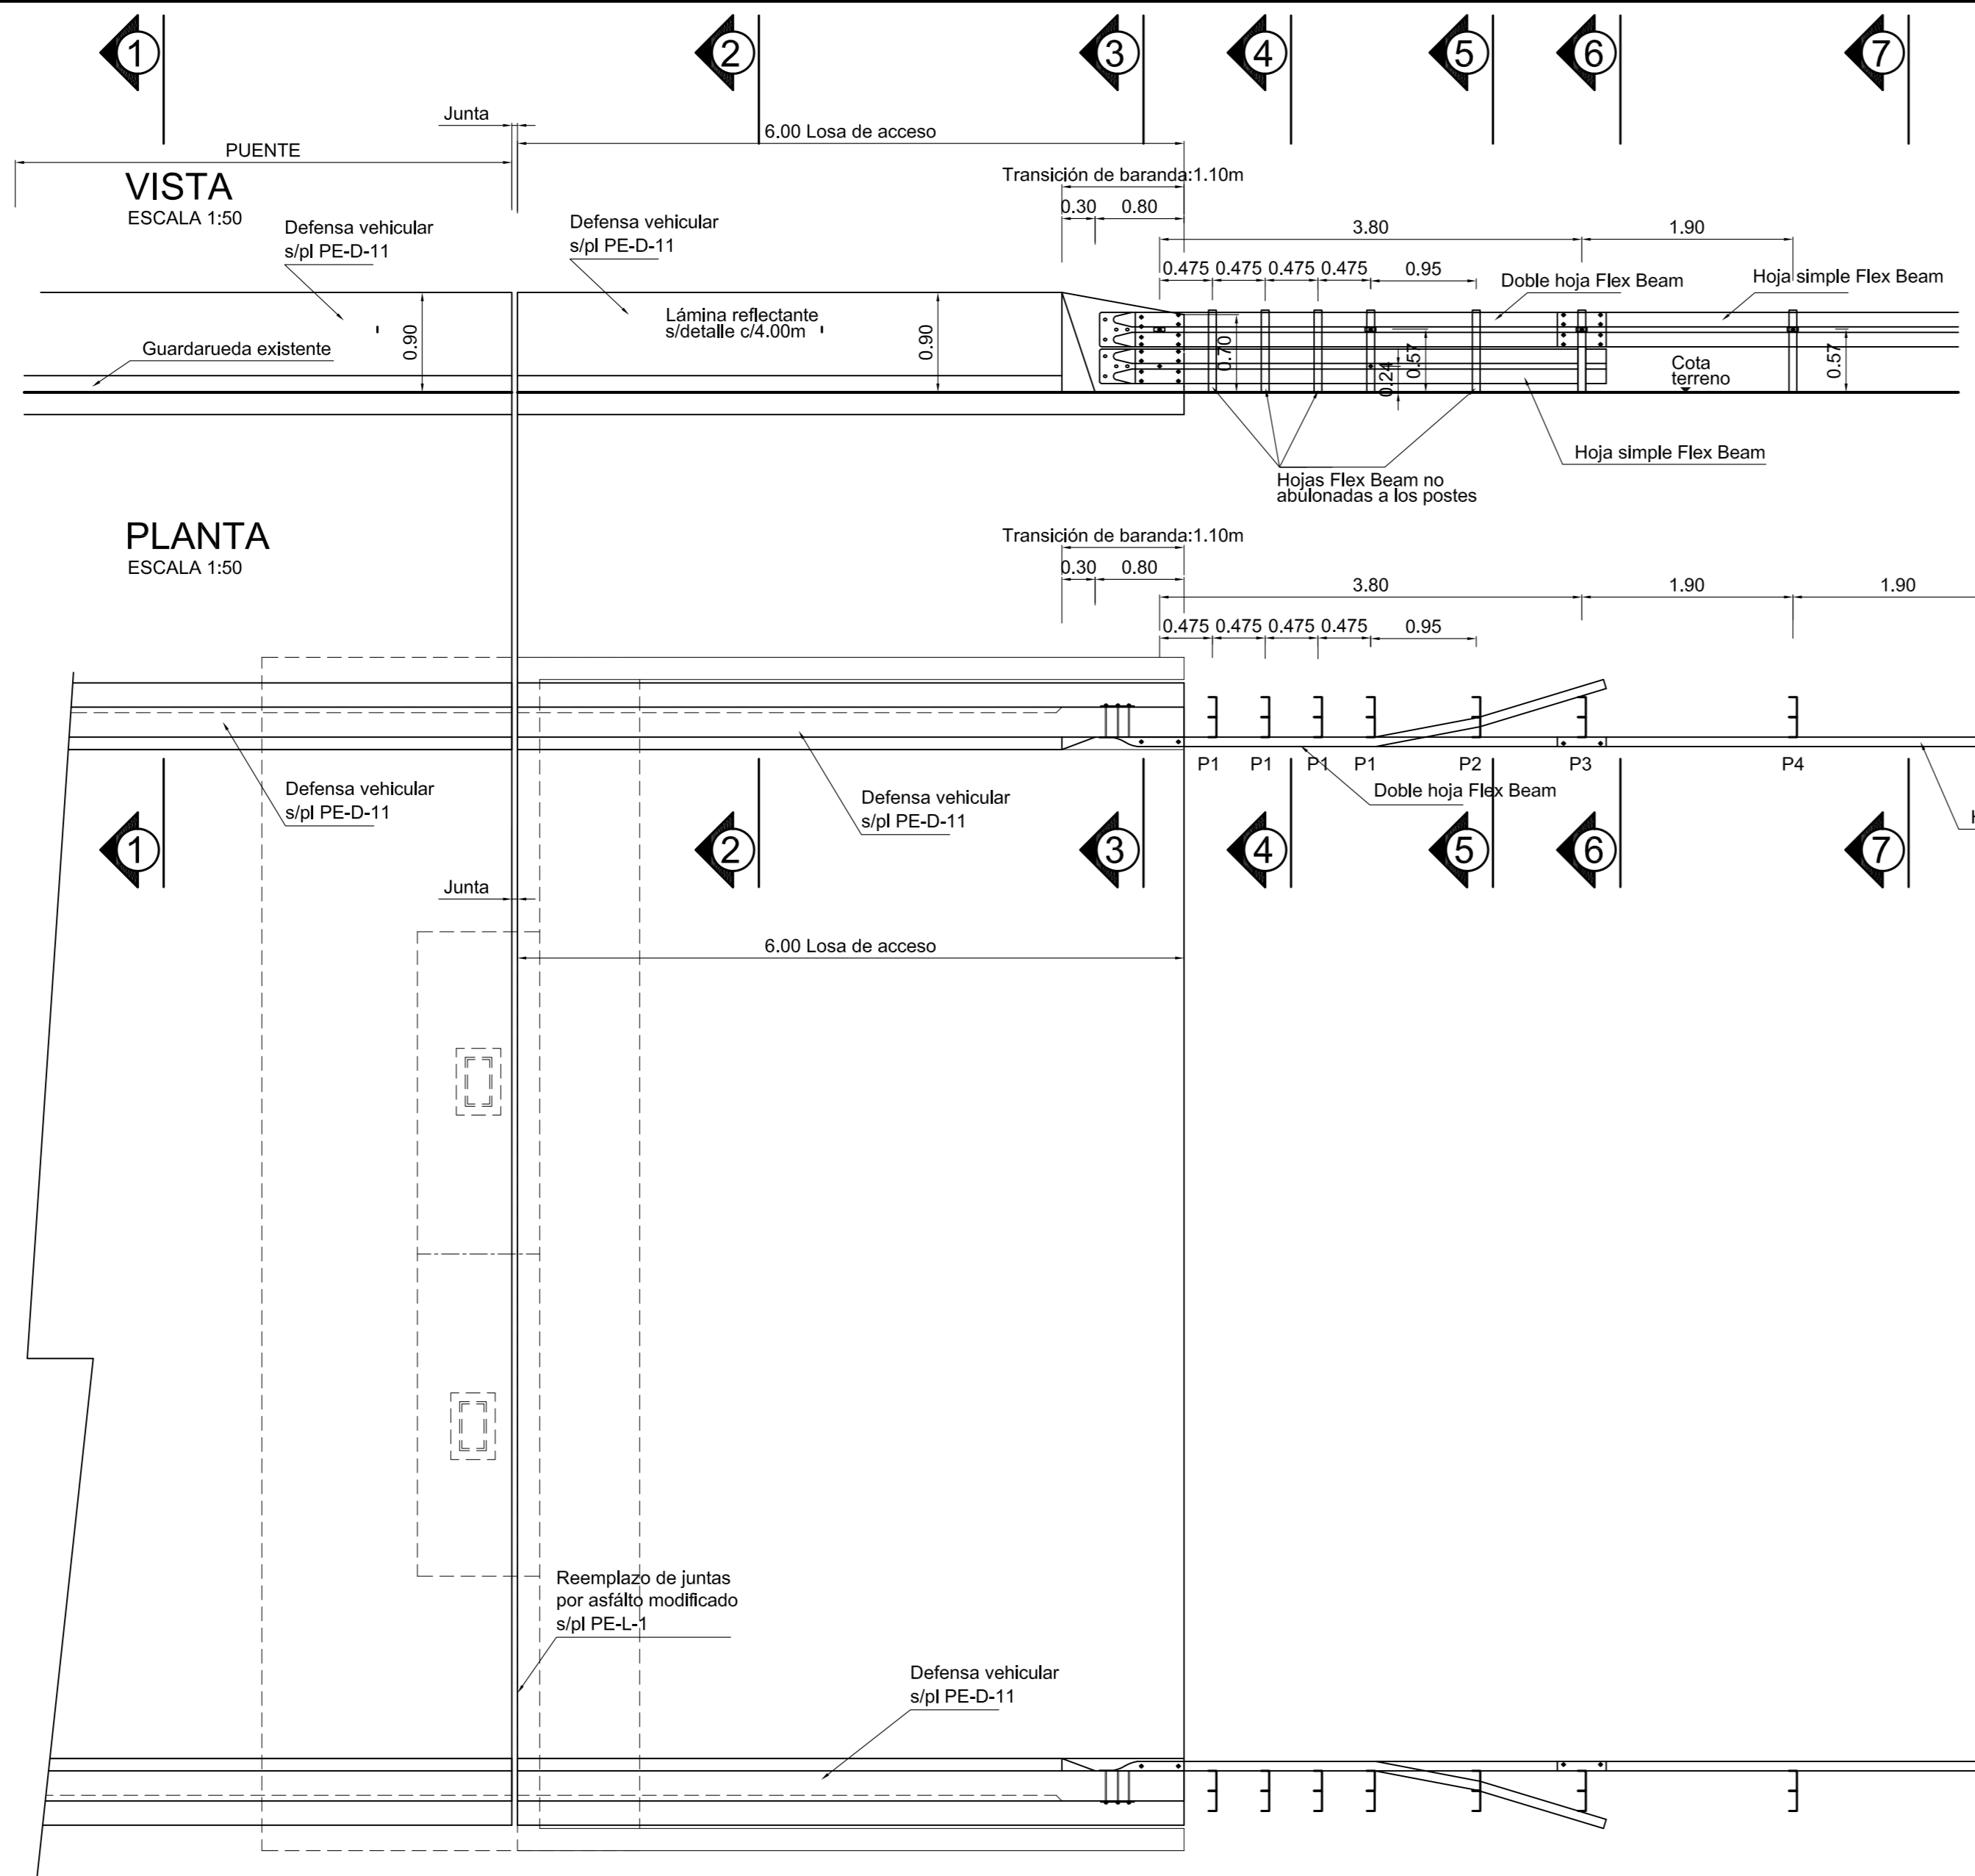 1
2
3
4
5
6
7
Junta
6.00 Losa de acceso
PUENTE
VISTA
ESCALA 1:50
Transición de baranda:1.10m
0.30
0.80
Defensa vehicular
s/pl PE-D-11
Defensa vehicular
s/pl PE-D-11
3.80
1.90
0.475
0.475
0.475
0.475
0.95
Doble hoja Flex Beam
Hoja simple Flex Beam
Lámina reflectante
s/detalle c/4.00m
0.90
0.90
Guardarueda existente
0.70
0.57
0.24
Cota
terreno
0.57
Hoja simple Flex Beam
Hojas Flex Beam no
abulonadas a los postes
PLANTA
ESCALA 1:50
Transición de baranda:1.10m
0.30
0.80
3.80
1.90
1.90
0.475
0.475
0.475
0.475
0.95
P1
P1
P1
P1
P2
P3
P4
Doble hoja Flex Beam
Defensa vehicular
s/pl PE-D-11
Defensa vehicular
s/pl PE-D-11
H
1
2
3
4
5
6
7
Junta
6.00 Losa de acceso
Reemplazo de juntas
por asfálto modificado
s/pl PE-L-1
Defensa vehicular
s/pl PE-D-11